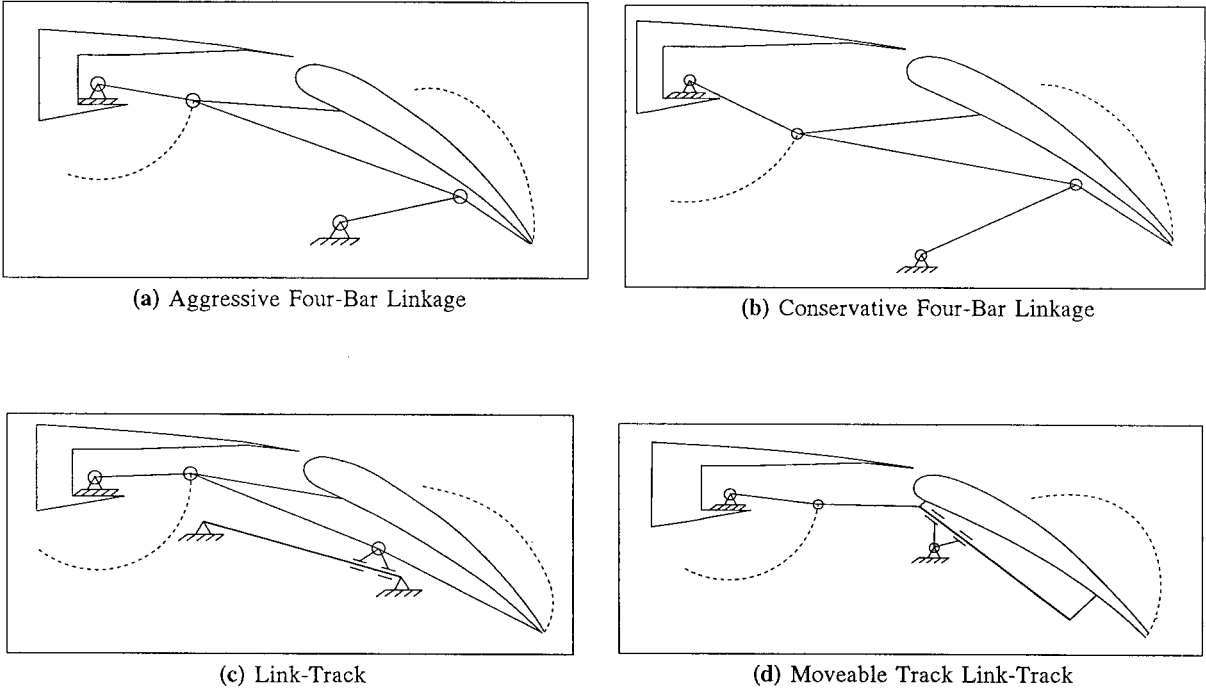 (a) Aggressive Four-Bar Linkage
(b) Conservative Four-Bar Linkage
(c) Link-Track
(d) Moveable Track Link-Track